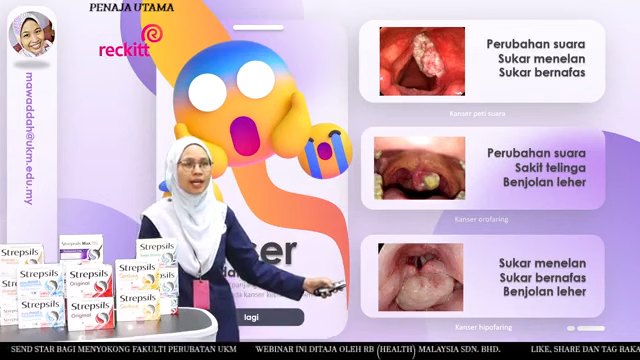 PENAJA UTAMA
reckitt
mawaddah@ukm.edu.my
Perubahan suara
Sukar menelan
Sukar bernafas
Kanser peti suara
Perubahan suara
Sakit telinga
Benjolan leher
Kanser orofaring
Sukar menelan
Sukar bernafas
Benjolan leher
Kanser hipofaring
lagi
Strepsils
Strepsils Max
Strepsils
Strepsils
Original
Strepsils
Strepsils
Strepsils
Original
Strepsils
SEND STAR BAGI MENYOKONG FAKULTI PERUBATAN UKM
WEBINAR INI DITAJA OLEH RB (HEALTH) MALAYSIA SDN. BHD.
LIKE, SHARE DAN TAG RAKA